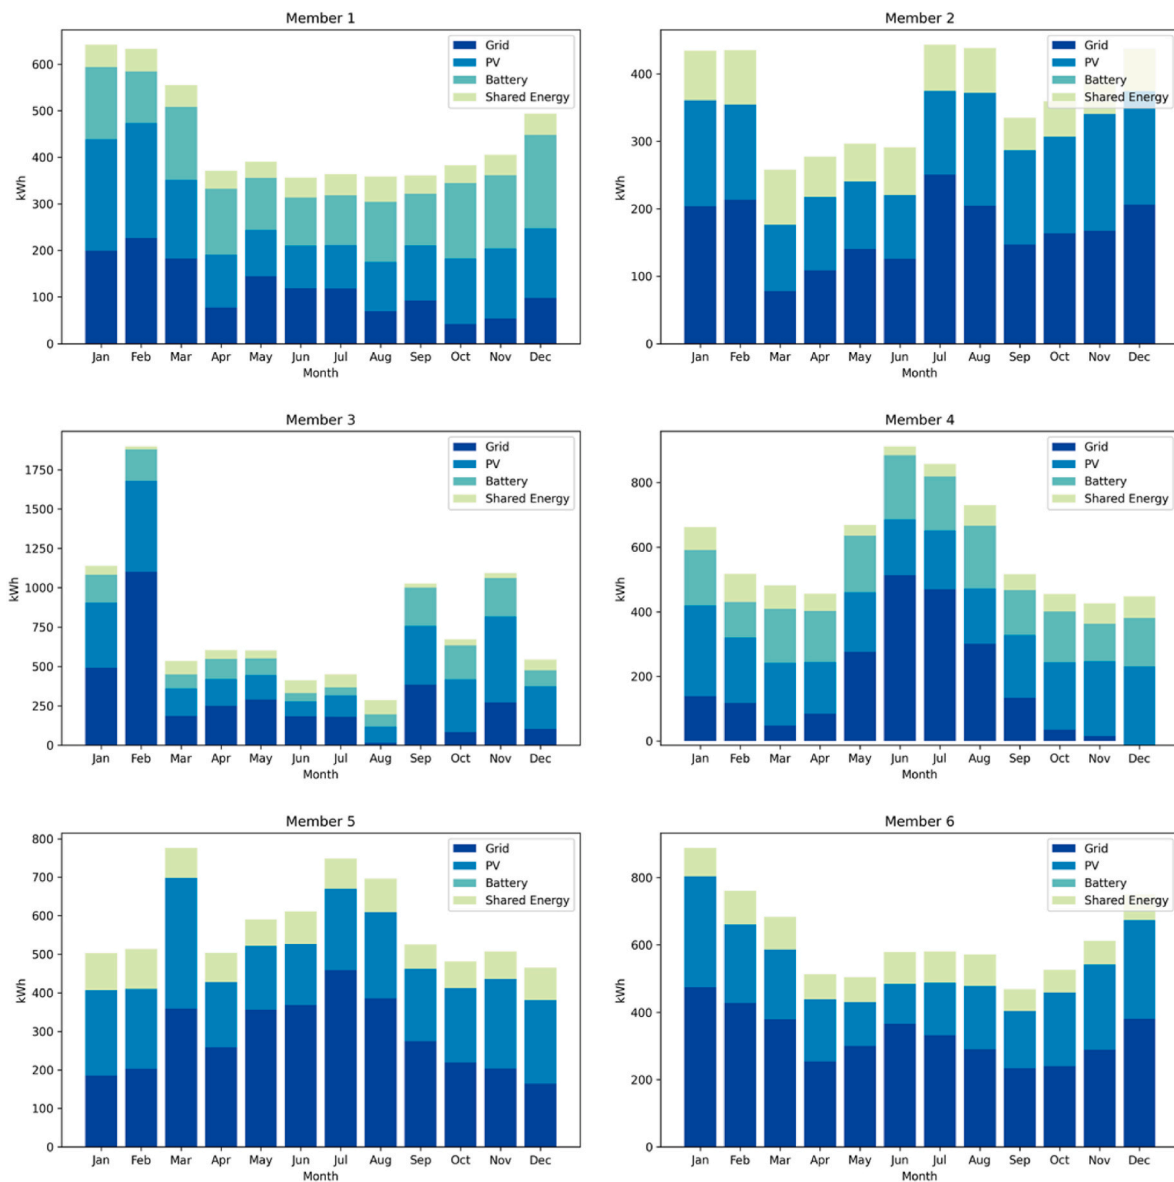 Member 1
kWh
600
500
400
300
200
100
0
Grid
PV
Battery
Shared Energy
Jan Feb Mar Apr May Jun Jul Aug Sep Oct Nov Dec
Month
Member 2
kWh
400
300
200
100
0
Grid
PV
Battery
Shared Energy
Jan Feb Mar Apr May Jun Jul Aug Sep Oct Nov Dec
Month
Member 3
kWh
1750
1500
1250
1000
750
500
250
0
Grid
PV
Battery
Shared Energy
Jan Feb Mar Apr May Jun Jul Aug Sep Oct Nov Dec
Month
Member 4
kWh
800
600
400
200
0
Grid
PV
Battery
Shared Energy
Jan Feb Mar Apr May Jun Jul Aug Sep Oct Nov Dec
Month
Member 5
kWh
800
700
600
500
400
300
200
100
0
Grid
PV
Battery
Shared Energy
Jan Feb Mar Apr May Jun Jul Aug Sep Oct Nov Dec
Month
Member 6
kWh
800
600
400
200
0
Grid
PV
Battery
Shared Energy
Jan Feb Mar Apr May Jun Jul Aug Sep Oct Nov Dec
Month